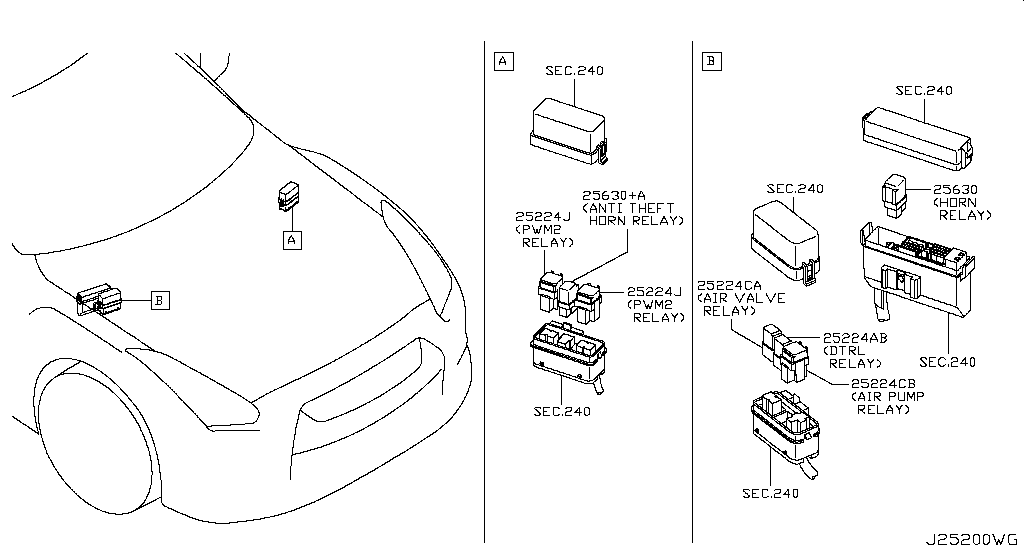 A
B
A
SEC.240
25630+A
(ANTI THEFT
HORN RELAY)
25224J
(PWM2
RELAY)
25224J
(PWM2
RELAY)
SEC.240
B
SEC.240
25630
(HORN
RELAY)
SEC.240
25224CA
(AIR VALVE
RELAY)
25224AB
(DTRL
RELAY)
SEC.240
25224CB
(AIR PUMP
RELAY)
SEC.240
J25200WG